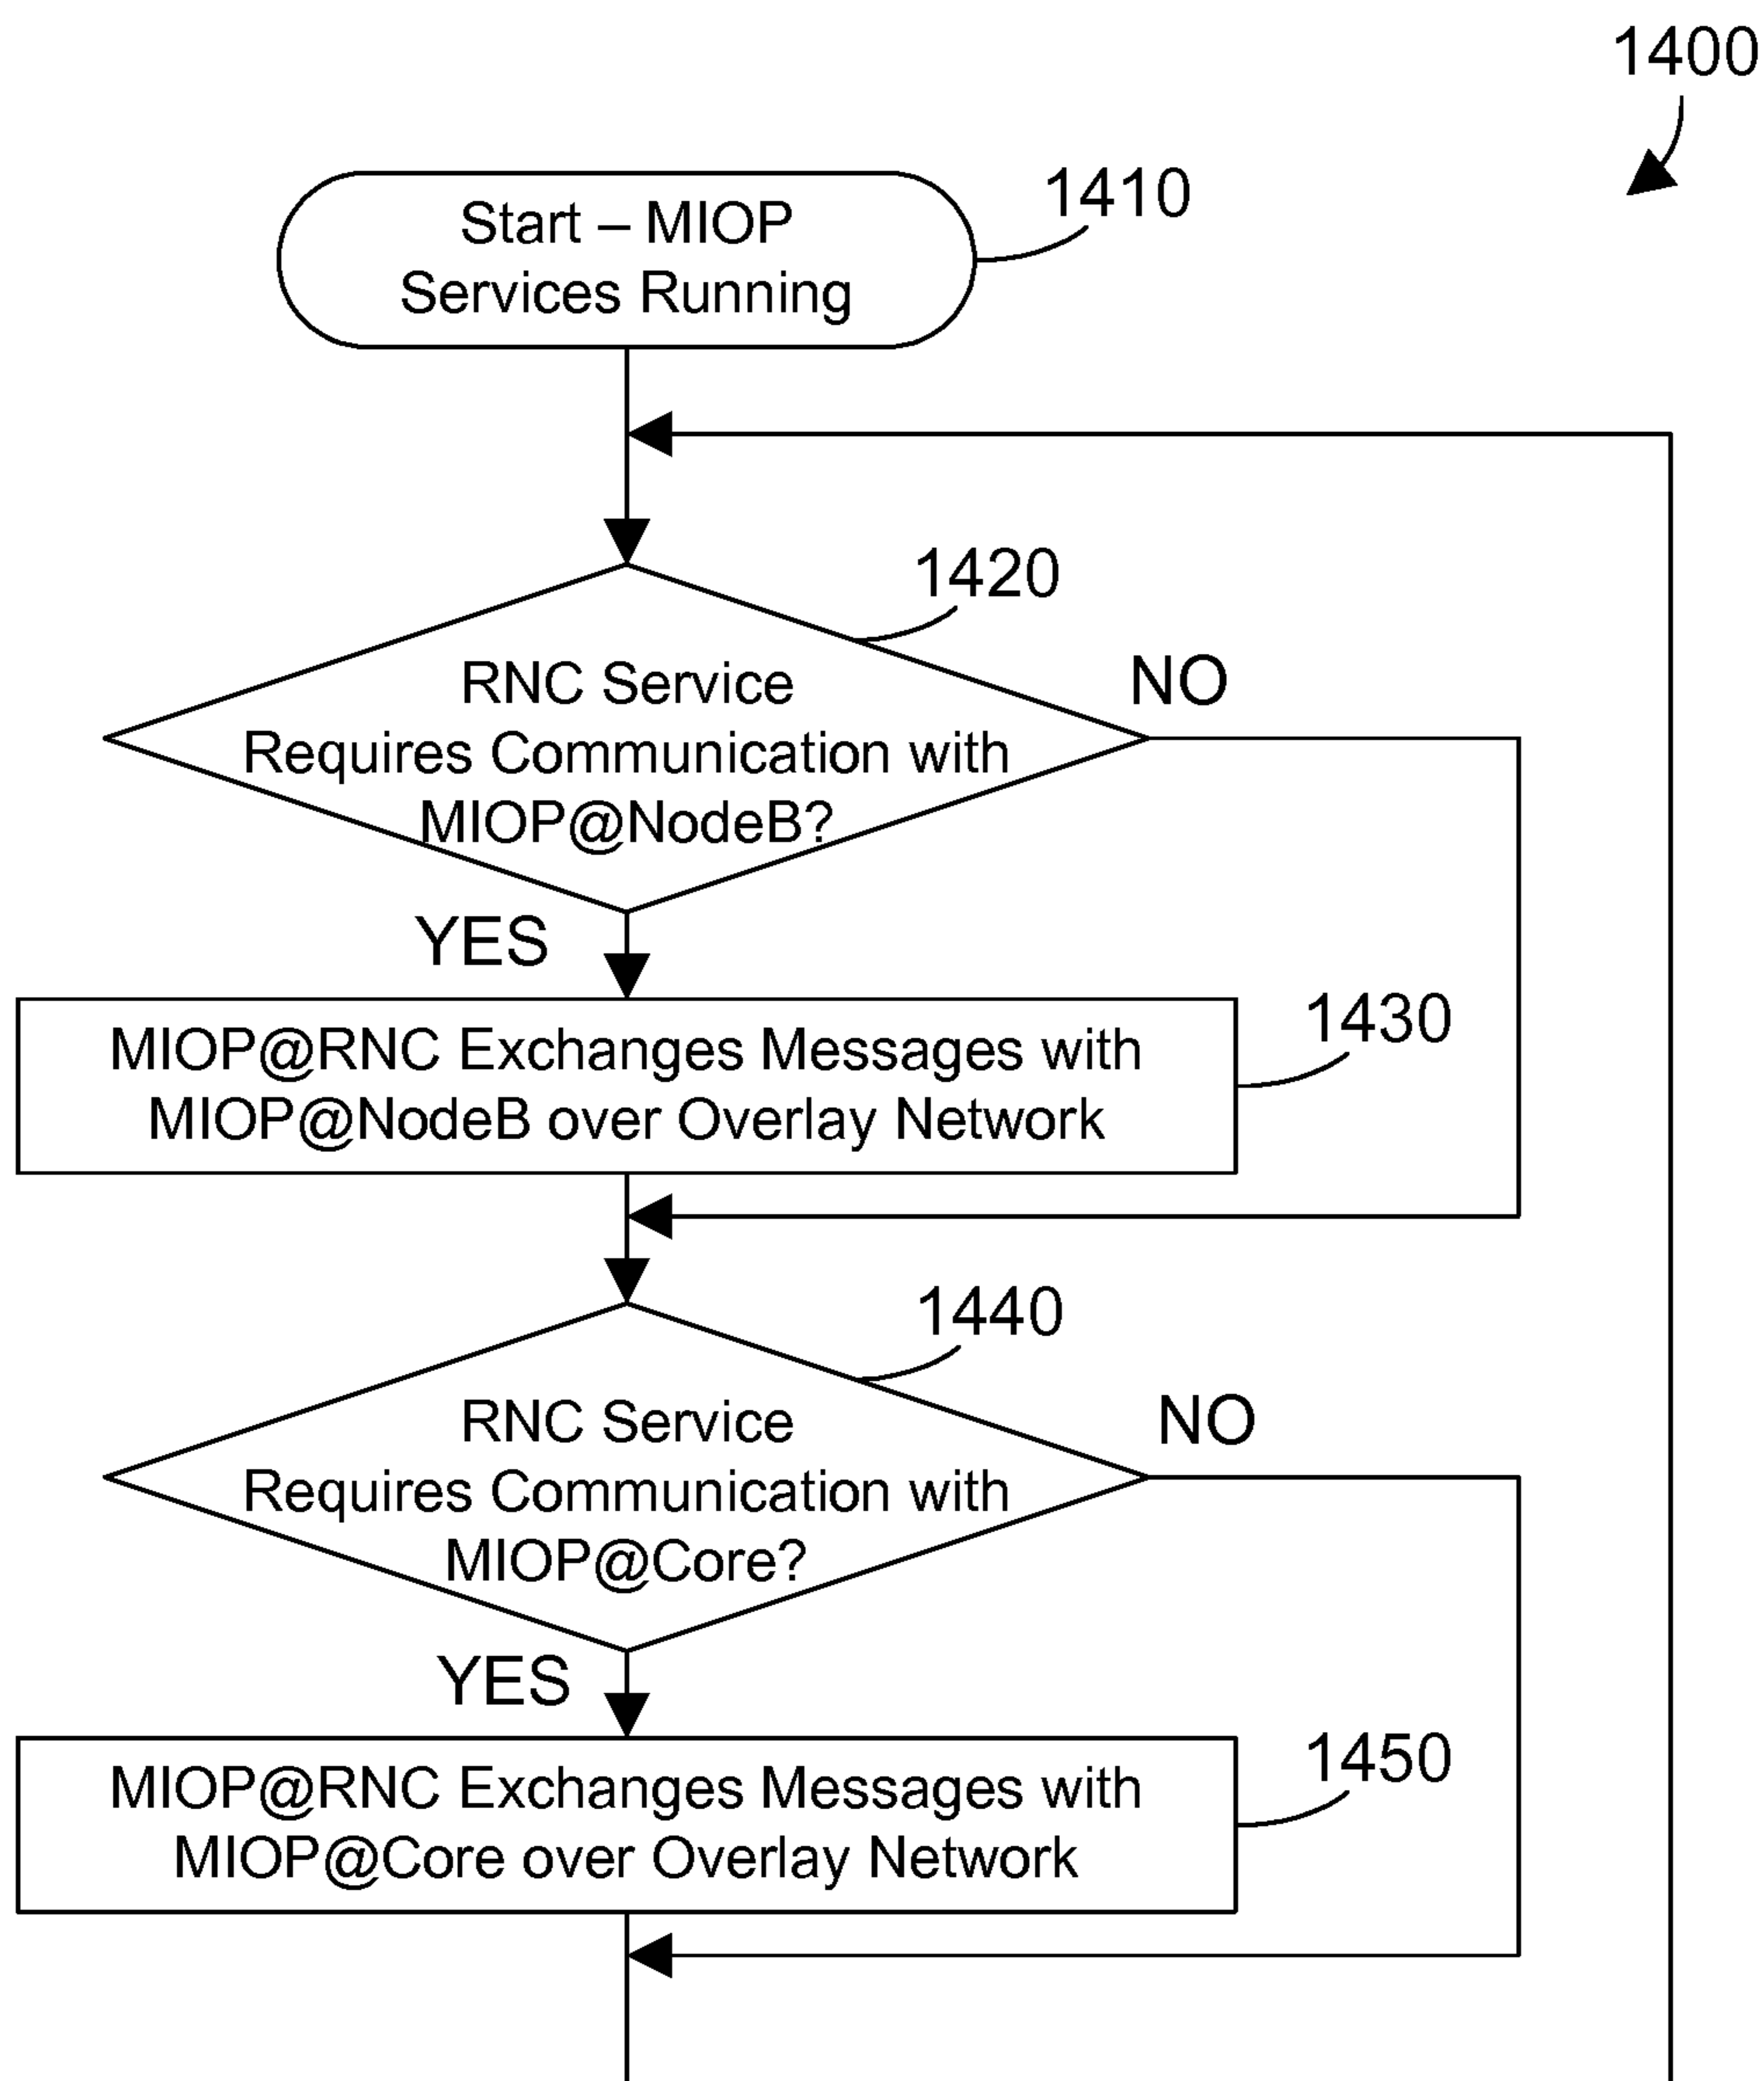 1400
1410
Start – MIOP
Services Running
1420
RNC Service
Requires Communication with
MIOP@NodeB?
NO
YES
1430
MIOP@RNC Exchanges Messages with
MIOP@NodeB over Overlay Network
1440
RNC Service
Requires Communication with
MIOP@Core?
NO
YES
1450
MIOP@RNC Exchanges Messages with
MIOP@Core over Overlay Network